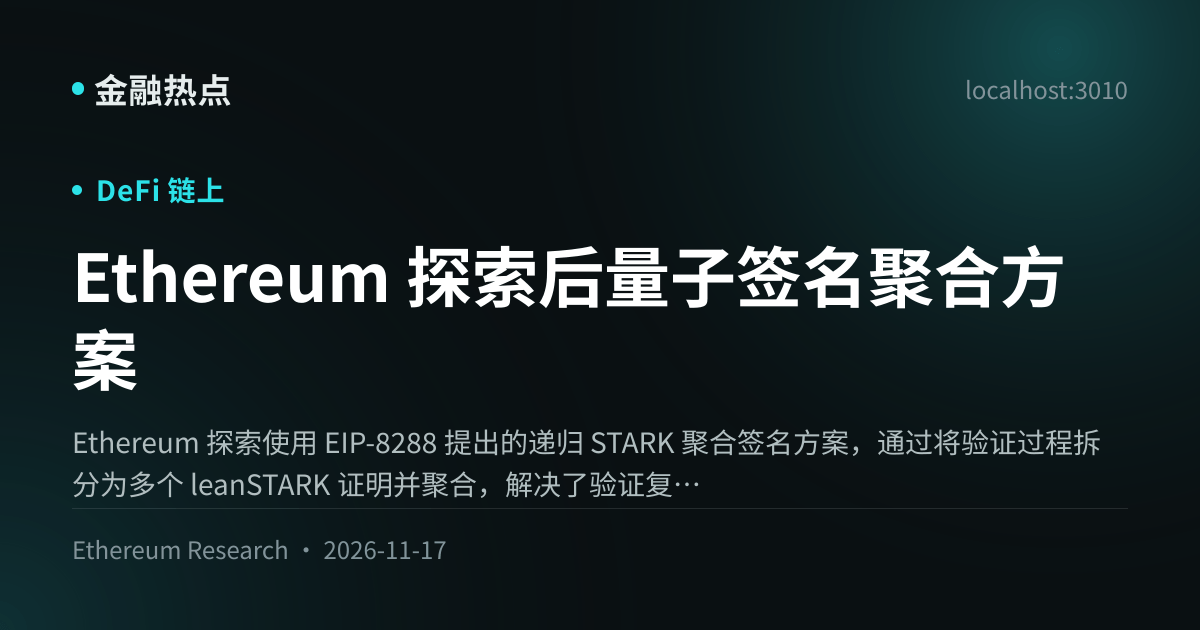 金融热点
localhost:3010
DeFi 链上
Ethereum 探索后量子签名聚合方
案
Ethereum 探索使用 EIP-8288 提出的递归 STARK 聚合签名方案，通过将验证过程拆
分为多个 leanSTARK 证明并聚合，解决了验证复…
Ethereum Research · 2026-11-17